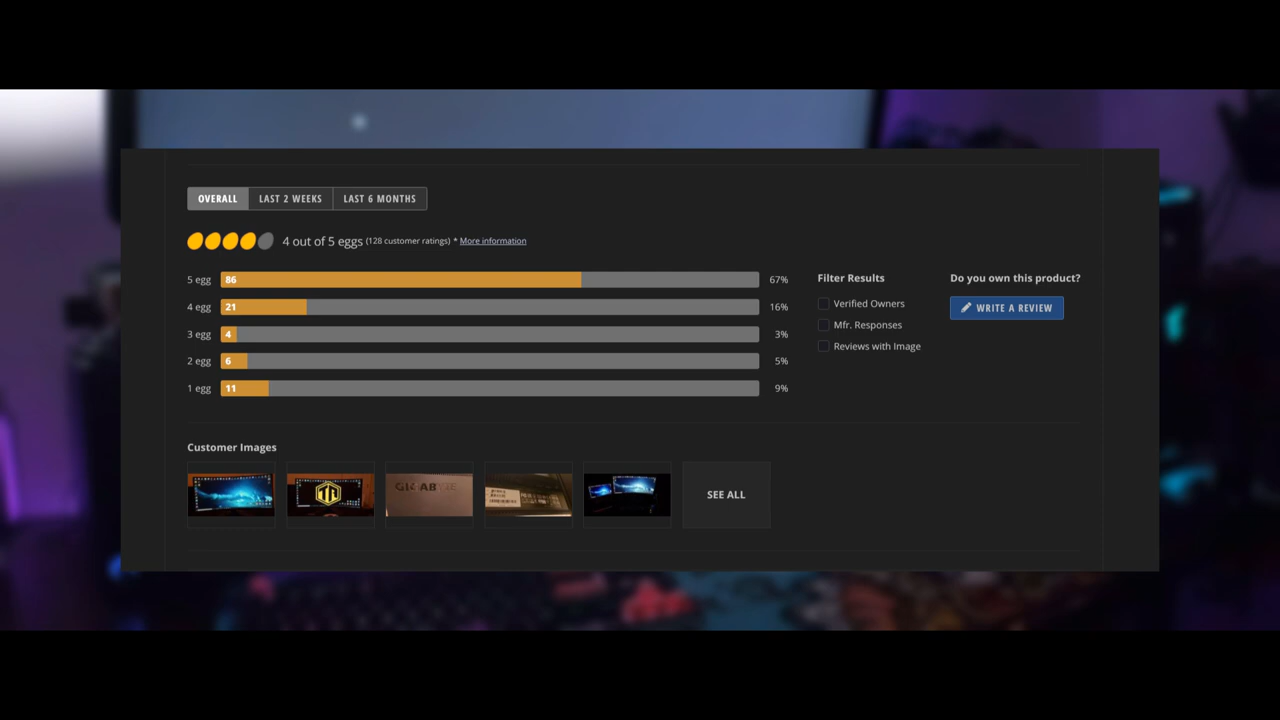 OVERALL LAST 2 WEEKS LAST 6 MONTHS
4 out of 5 eggs (128 customer ratings) * More information
5 egg 86 67%
4 egg 21 16%
3 egg 4 3%
2 egg 6 5%
1 egg 11 9%
Filter Results
Verified Owners
Mfr. Responses
Reviews with Image
Do you own this product?
WRITE A REVIEW
Customer Images
GIGABYTE
SEE ALL